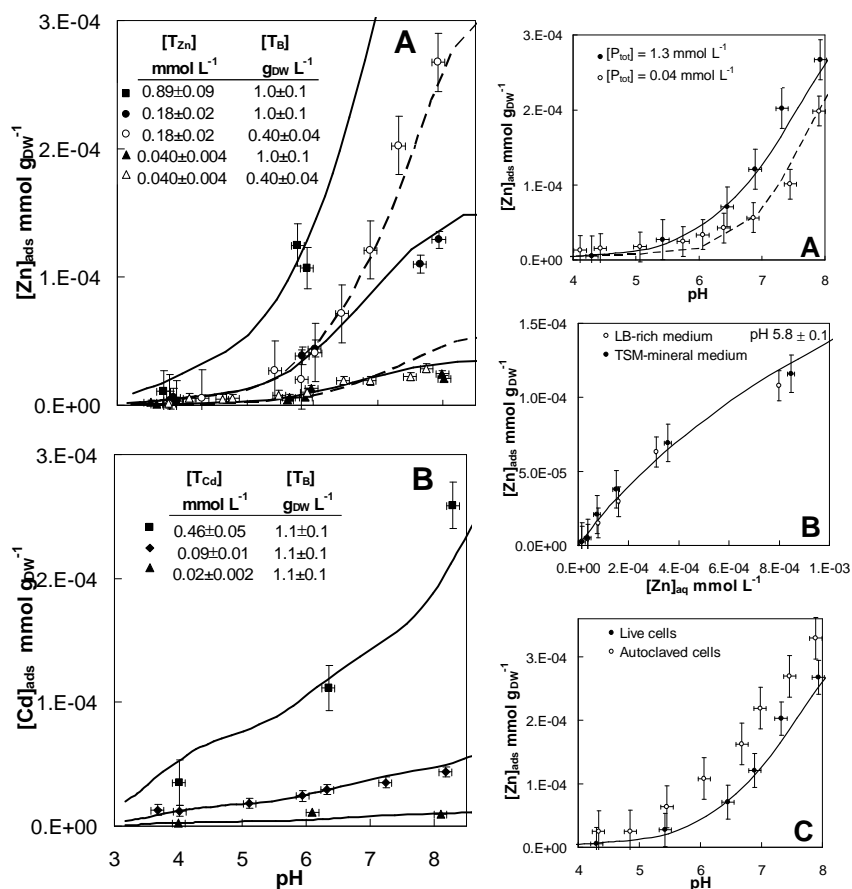 3.E-04
2.E-04
1.E-04
0.E+00
[Zn]ads mmol gDW-1
A
[TZn] [TB]
mmol L-1 gDW L-1
0.89±0.09 1.0±0.1
0.18±0.02 1.0±0.1
0.18±0.02 0.40±0.04
0.040±0.004 1.0±0.1
0.040±0.004 0.40±0.04
3.E-04
2.E-04
1.E-04
0.E+00
[Cd]ads mmol gDW-1
B
[TCd] [TB]
mmol L-1 gDW L-1
0.46±0.05 1.1±0.1
0.09±0.01 1.1±0.1
0.02±0.002 1.1±0.1
3 4 5 6 7 8
pH
3.E-04
2.E-04
1.E-04
0.E+00
[Zn]ads mmol gDW-1
[Ptot] = 1.3 mmol L-1
[Ptot] = 0.04 mmol L-1
A
4 5 6 7 8
pH
1.5E-04
1.0E-04
5.0E-05
0.0E+00
[Zn]ads mmol gDW-1
LB-rich medium pH 5.8 ± 0.1
TSM-mineral medium
B
0.E+00 2.E-04 4.E-04 6.E-04 8.E-04 1.E-03
[Zn]aq mmol L-1
3.E-04
2.E-04
1.E-04
0.E+00
[Zn]ads mmol gDW-1
Live cells
Autoclaved cells
C
4 5 6 7 8
pH